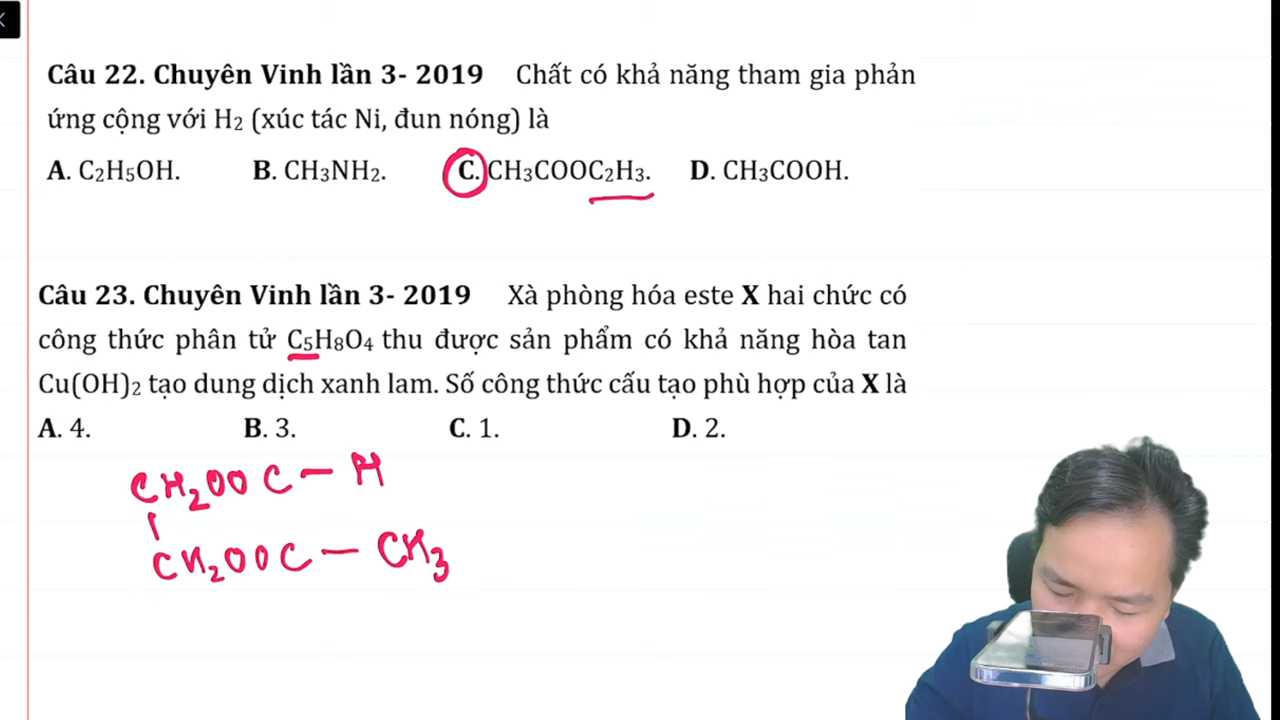 Câu 22. Chuyên Vinh lần 3- 2019 Chất có khả năng tham gia phản
ứng cộng với H₂ (xúc tác Ni, đun nóng) là
A. C₂H₅OH. B. CH₃NH₂. C. CH₃COOC₂H₃. D. CH₃COOH.
Câu 23. Chuyên Vinh lần 3- 2019 Xà phòng hóa este X hai chức có
công thức phân tử C₅H₈O₄ thu được sản phẩm có khả năng hòa tan
Cu(OH)₂ tạo dung dịch xanh lam. Số công thức cấu tạo phù hợp của X là
A. 4. B. 3. C. 1. D. 2.
CH₂OOC — H
CH₂OOC — CH₃